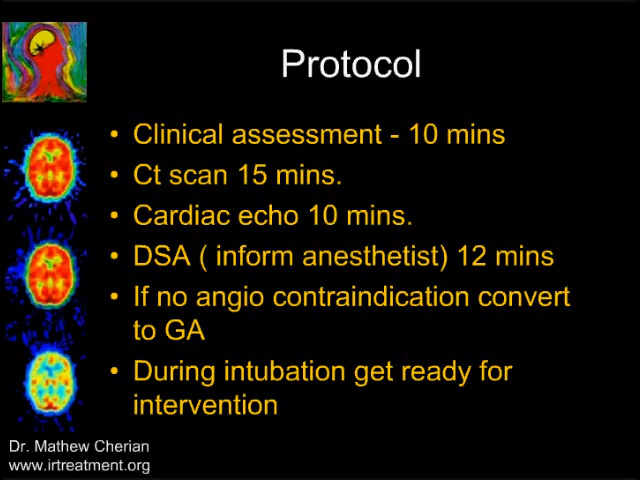 Protocol
• Clinical assessment - 10 mins
• Ct scan 15 mins.
• Cardiac echo 10 mins.
• DSA ( inform anesthetist) 12 mins
• If no angio contraindication convert
to GA
• During intubation get ready for
intervention
Dr. Mathew Cherian
www.irtreatment.org